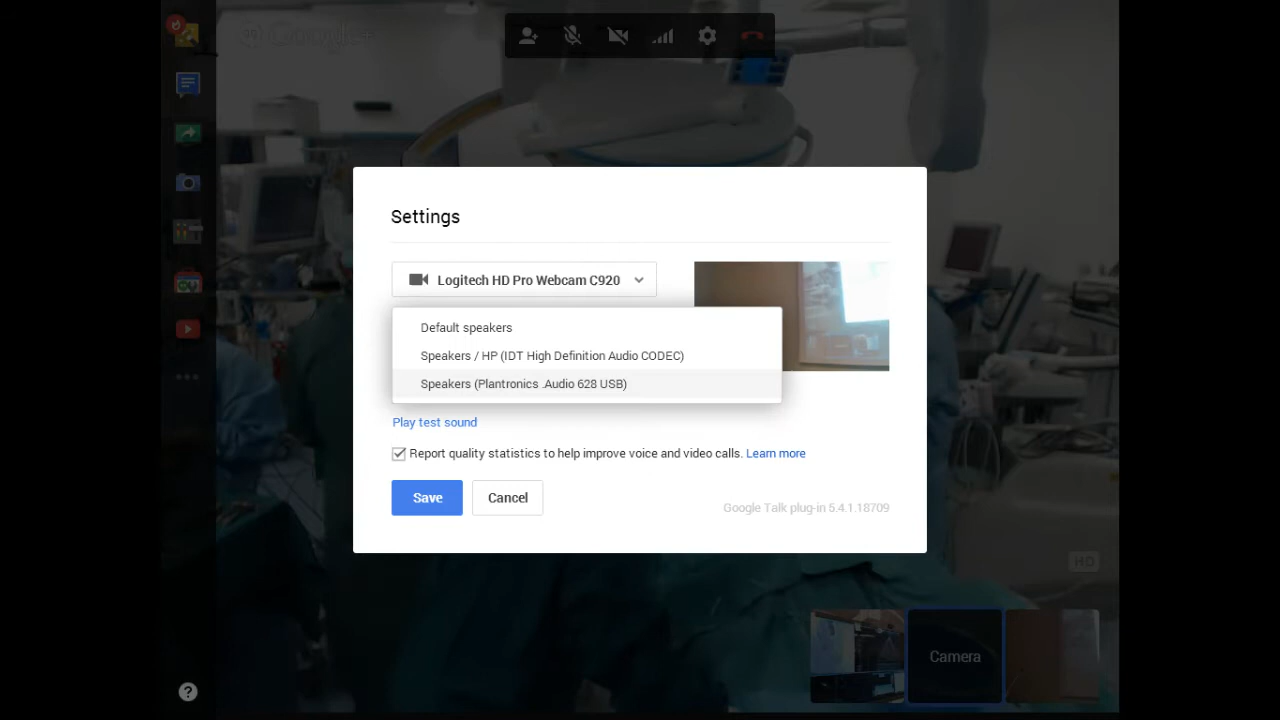 Google+
Settings
Logitech HD Pro Webcam C920
Default speakers
Speakers / HP (IDT High Definition Audio CODEC)
Speakers (Plantronics .Audio 628 USB)
Play test sound
Report quality statistics to help improve voice and video calls. Learn more
Save
Cancel
Google Talk plug-in 5.4.1.18709
HD
Camera
?